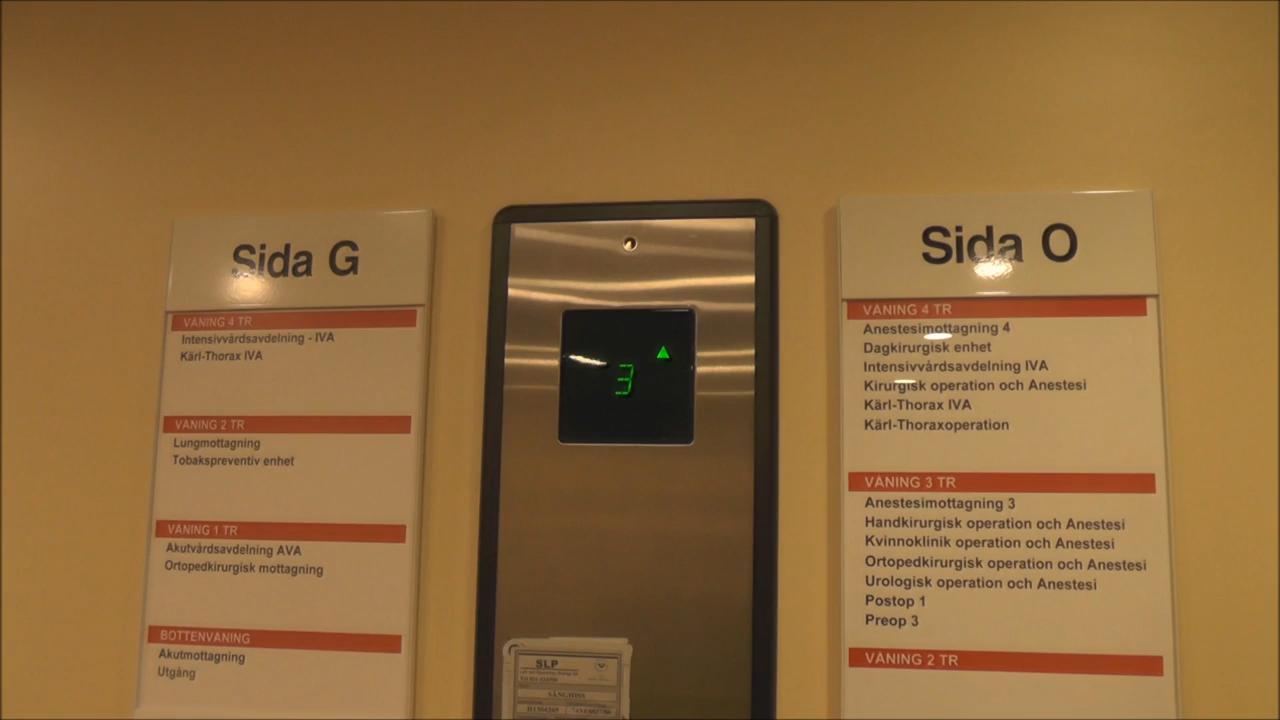 Sida G
VÅNING 4 TR
Intensivvårdsavdelning - IVA
Kärl-Thorax IVA
VÅNING 2 TR
Lungmottagning
Tobakspreventiv enhet
VÅNING 1 TR
Akutvårdsavdelning AVA
Ortopedkirurgisk mottagning
BOTTENVÅNING
Akutmottagning
Utgång
3
SLP
SÄNGHISS
Sida O
VÅNING 4 TR
Anestesimottagning 4
Dagkirurgisk enhet
Intensivvårdsavdelning IVA
Kirurgisk operation och Anestesi
Kärl-Thorax IVA
Kärl-Thoraxoperation
VÅNING 3 TR
Anestesimottagning 3
Handkirurgisk operation och Anestesi
Kvinnoklinik operation och Anestesi
Ortopedkirurgisk operation och Anestesi
Urologisk operation och Anestesi
Postop 1
Preop 3
VÅNING 2 TR